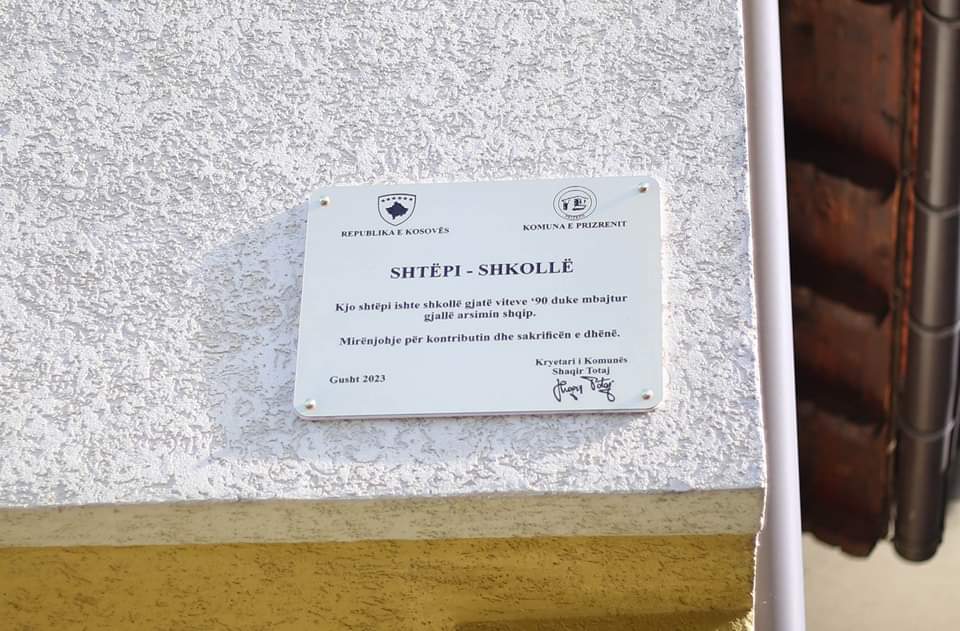 REPUBLIKA E KOSOVËS
KOMUNA E PRIZRENIT
SHTËPI - SHKOLLË
Kjo shtëpi ishte shkollë gjatë viteve ‘90 duke mbajtur
gjallë arsimin shqip.
Mirënjohje për kontributin dhe sakrificën e dhënë.
Kryetari i Komunës
Shaqir Totaj
Gusht 2023